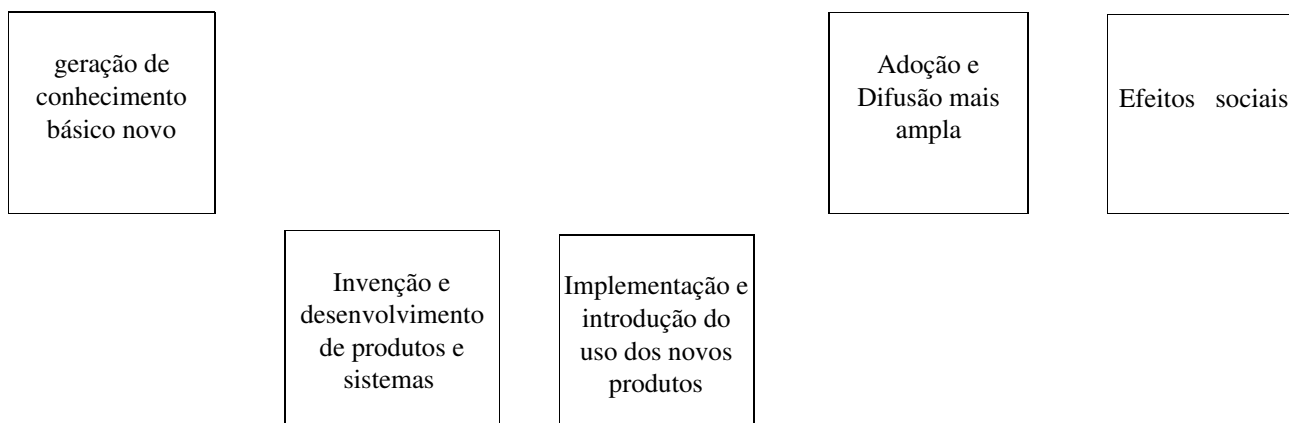 geração de
conhecimento
básico novo
Invenção e
desenvolvimento
de produtos e
sistemas
Implementação e
introdução do
uso dos novos
produtos
Adoção e
Difusão mais
ampla
Efeitos sociais